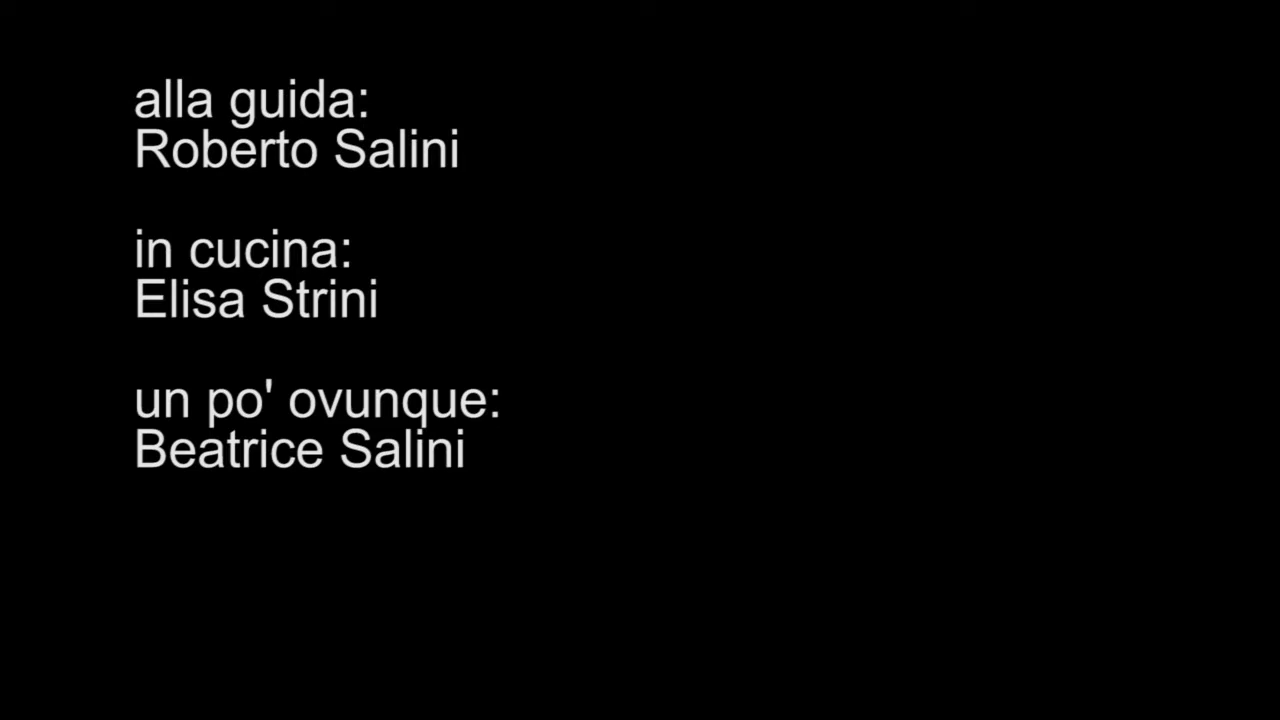 alla guida:
Roberto Salini
in cucina:
Elisa Strini
un po' ovunque:
Beatrice Salini